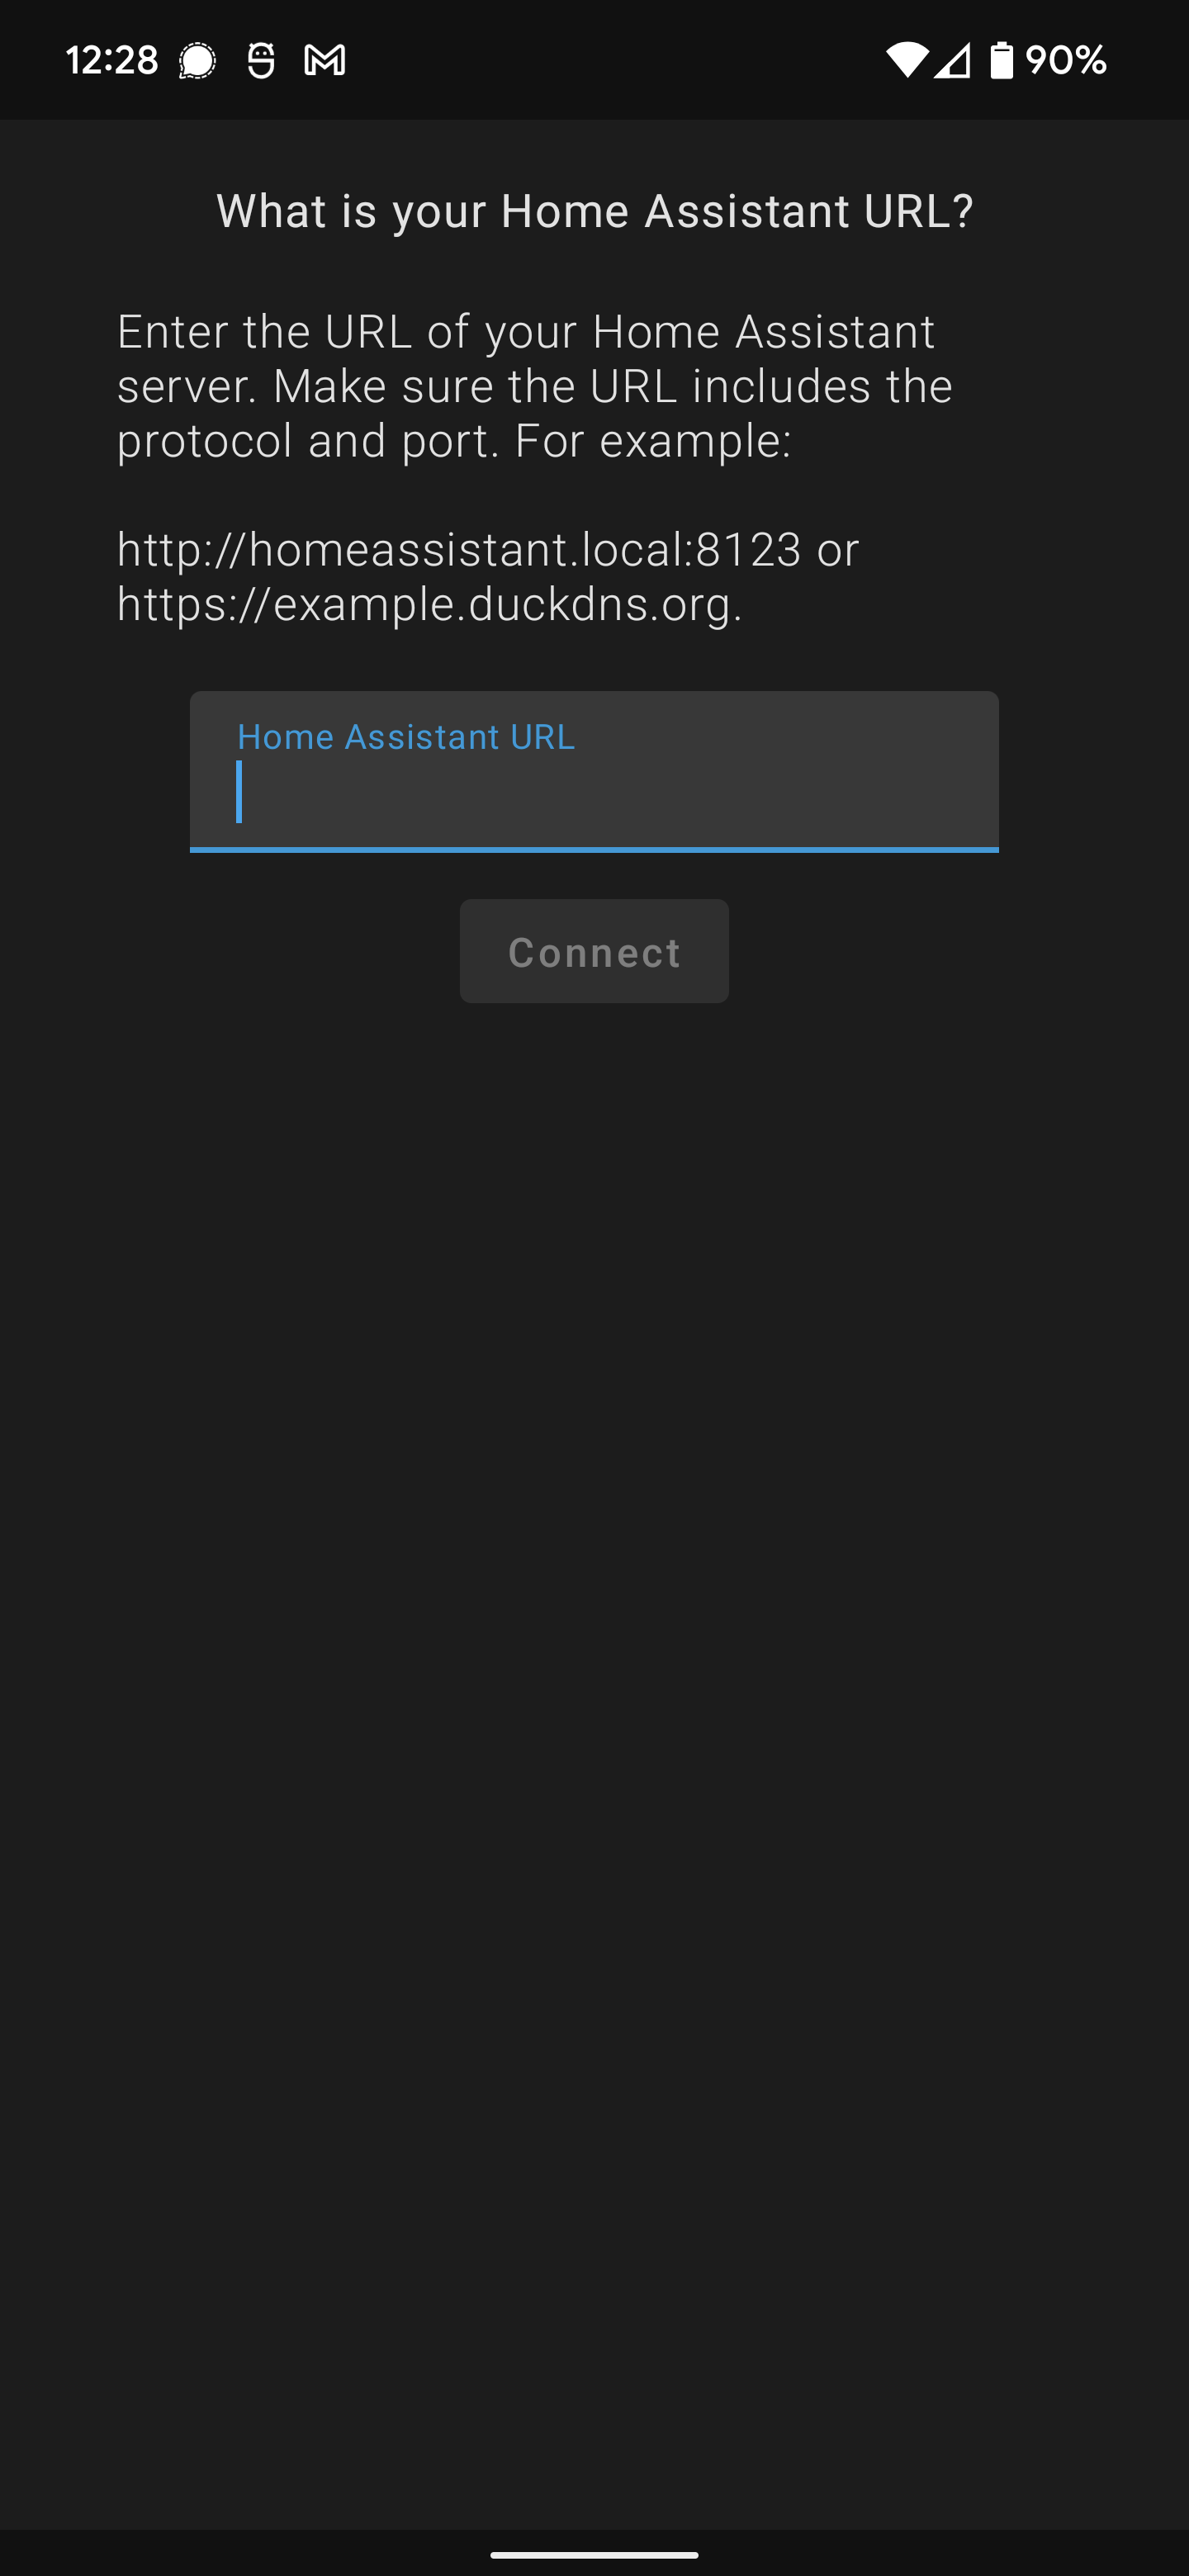 12:28
90%
What is your Home Assistant URL?
Enter the URL of your Home Assistant
server. Make sure the URL includes the
protocol and port. For example:
http://homeassistant.local:8123 or
https://example.duckdns.org.
Home Assistant URL
Connect